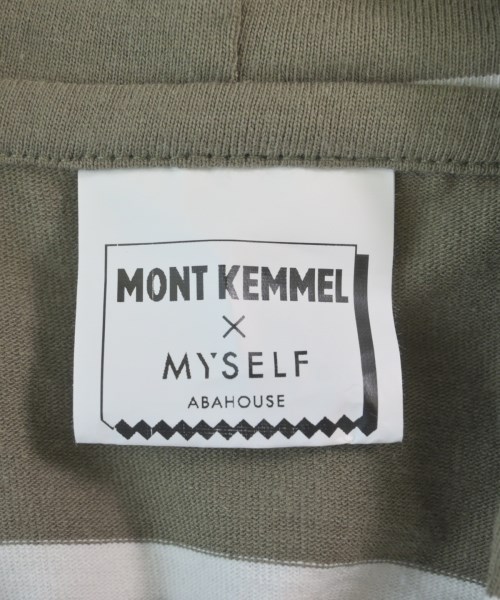 MONT KEMMEL
×
MYSELF
ABAHOUSE